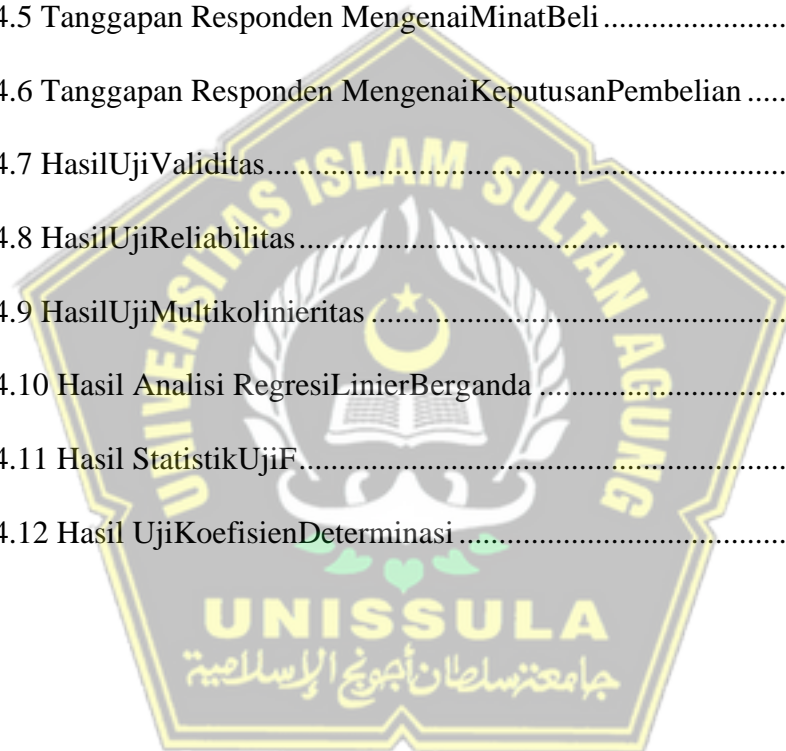 4.5 Tanggapan Responden MengenaiMinatBeli.......................
4.6 Tanggapan Responden MengenaiKeputusanPembelian .....
4.7 HasilUjiValiditas.................................................................
4.8 HasilUjiReliabilitas............................................................
4.9 HasilUjiMultikolinieritas ...................................................
4.10 Hasil Analisi RegresiLinierBerganda ..............................
4.11 Hasil StatistikUjiF............................................................
4.12 Hasil UjiKoefisienDeterminasi.........................................
UNIVERSITAS ISLAM SULTAN AGUNG
UNISSULA
جامعة سلطان أجونج الإسلامية